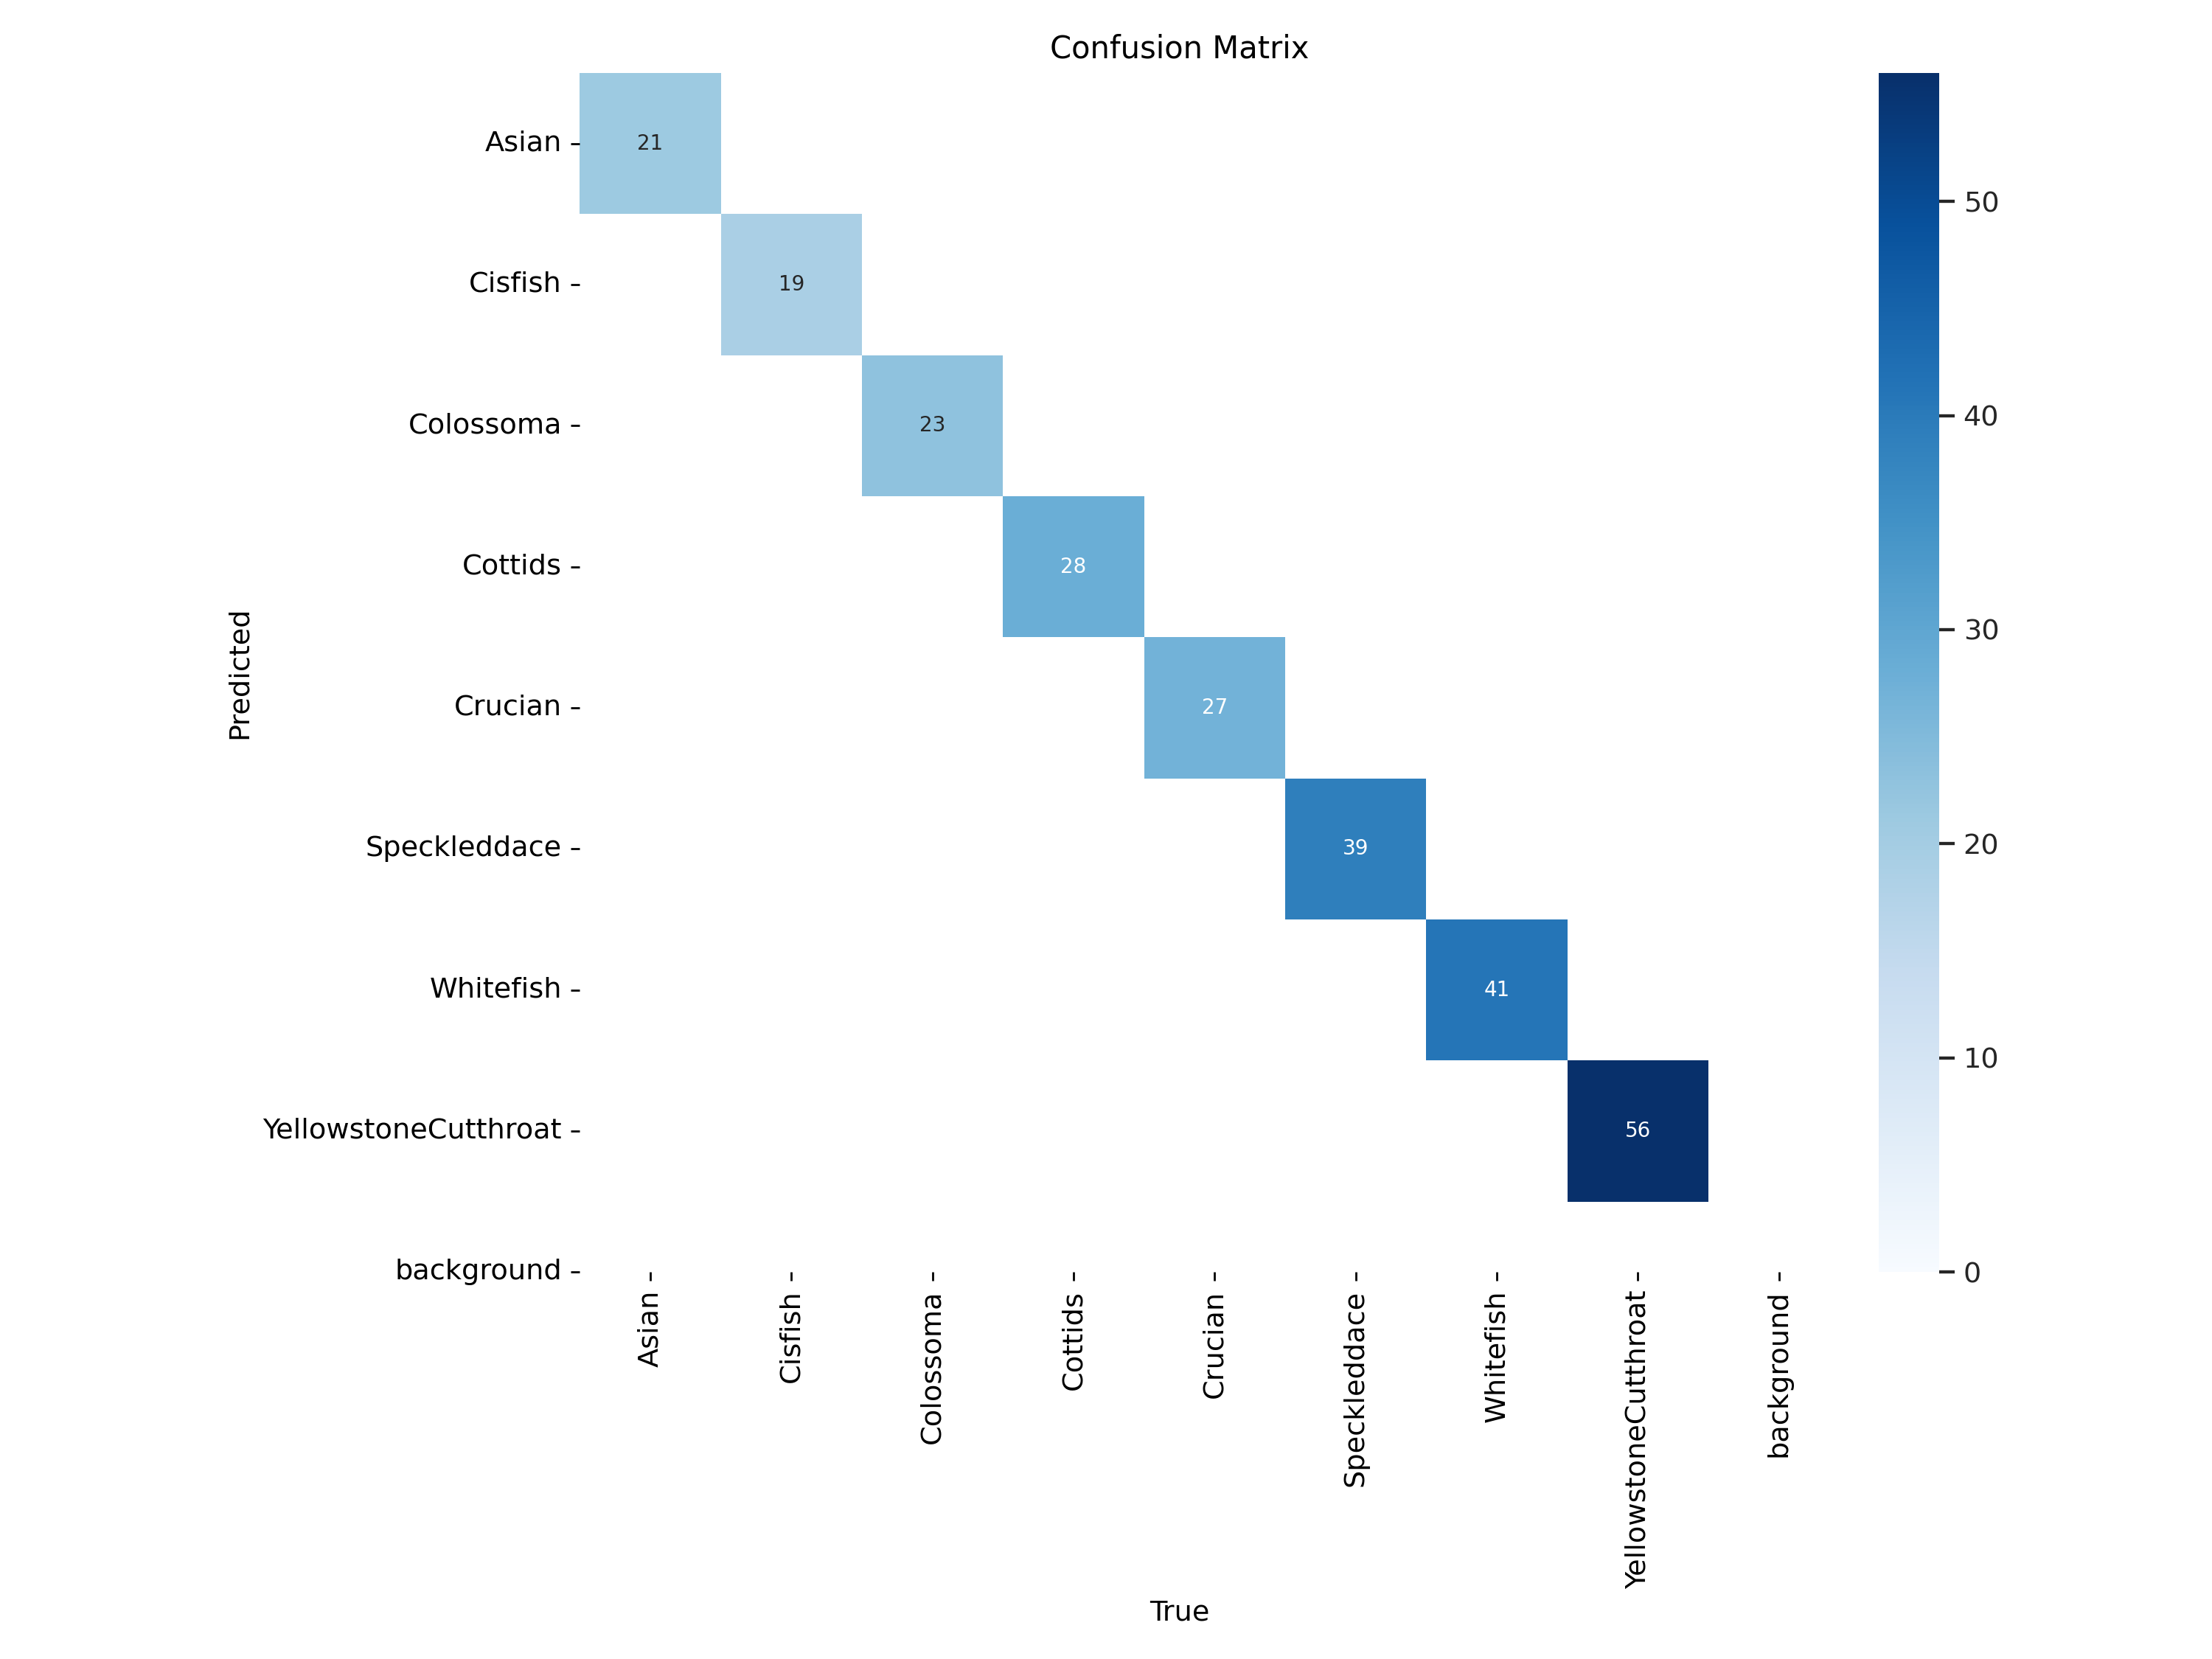 Confusion Matrix
Asian
21
Cisfish
19
Colossoma
23
Cottids
28
Crucian
27
Speckleddace
39
Whitefish
41
YellowstoneCutthroat
56
background
Predicted
Asian
Cisfish
Colossoma
Cottids
Crucian
Speckleddace
Whitefish
YellowstoneCutthroat
background
True
50
40
30
20
10
0